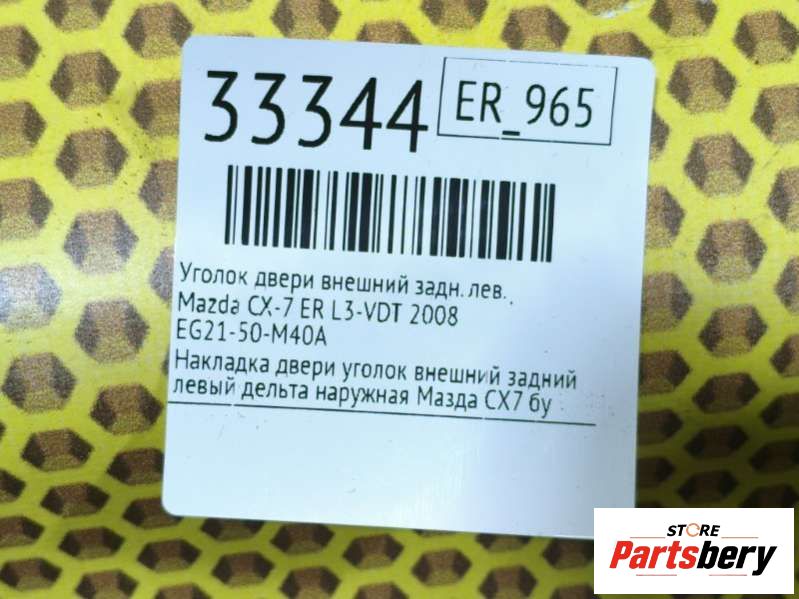 33344
ER_965
Уголок двери внешний задн. лев.
Mazda CX-7 ER L3-VDT 2008
EG21-50-M40A
Накладка двери уголок внешний задний
левый дельта наружная Мазда СХ7 бу
STORE
Partsbery